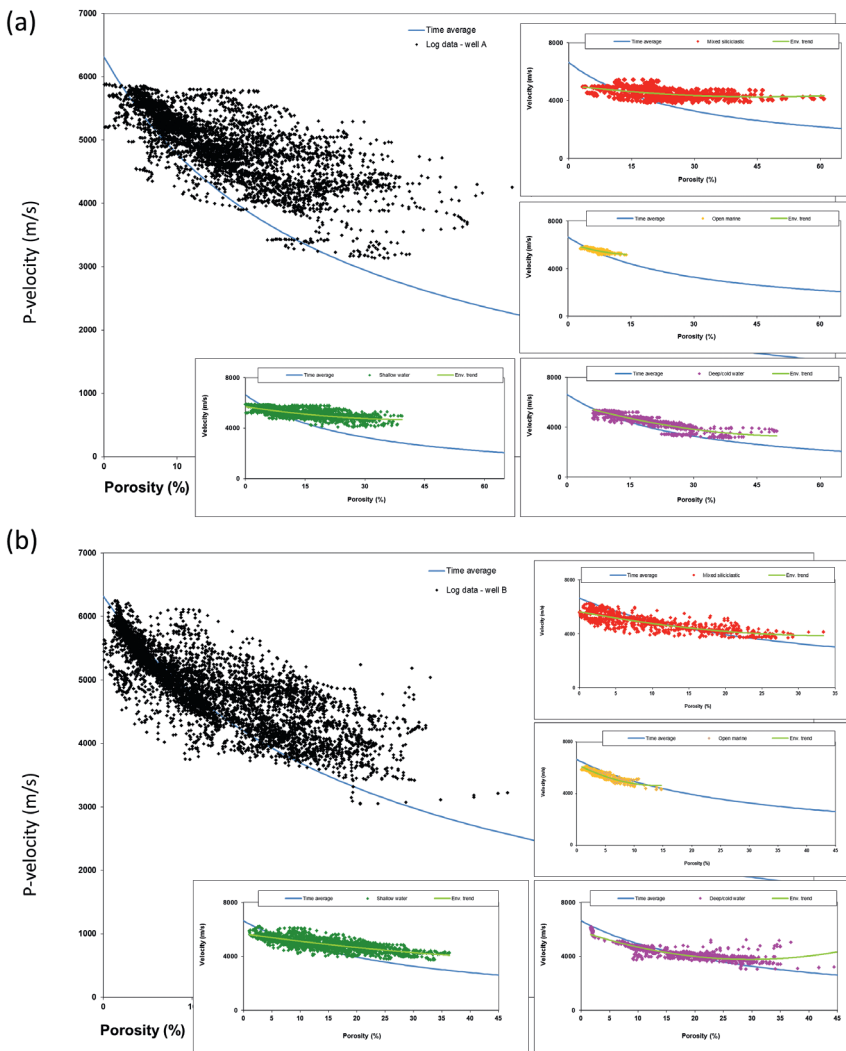 (a)
Time average
Log data - well A
7000
6000
5000
4000
3000
2000
1000
0
P-velocity (m/s)
0
10
Porosity (%)
Time average
Mixed siliciclastic
Env. trend
8000
4000
0
Velocity (m/s)
0
15
30
45
60
Porosity (%)
Time average
Open marine
Env. trend
8000
4000
0
Velocity (m/s)
0
15
30
45
60
Porosity (%)
Time average
Shallow water
Env. trend
8000
4000
0
Velocity (m/s)
0
15
30
45
60
Porosity (%)
Time average
Deep/cold water
Env. trend
8000
4000
0
Velocity (m/s)
0
15
30
45
60
Porosity (%)
(b)
Time average
Log data - well B
7000
6000
5000
4000
3000
2000
1000
0
P-velocity (m/s)
0
Porosity (%)
Time average
Mixed siliciclastic
Env. trend
8000
4000
0
Velocity (m/s)
0
5
10
15
20
25
30
35
Porosity (%)
Time average
Open marine
Env. trend
8000
4000
0
Velocity (m/s)
0
5
10
15
20
25
30
35
40
45
Porosity (%)
Time average
Shallow water
Env. trend
8000
4000
0
Velocity (m/s)
0
5
10
15
20
25
30
35
40
45
Porosity (%)
Time average
Deep/cold water
Env. trend
8000
4000
0
Velocity (m/s)
0
5
10
15
20
25
30
35
40
45
Porosity (%)